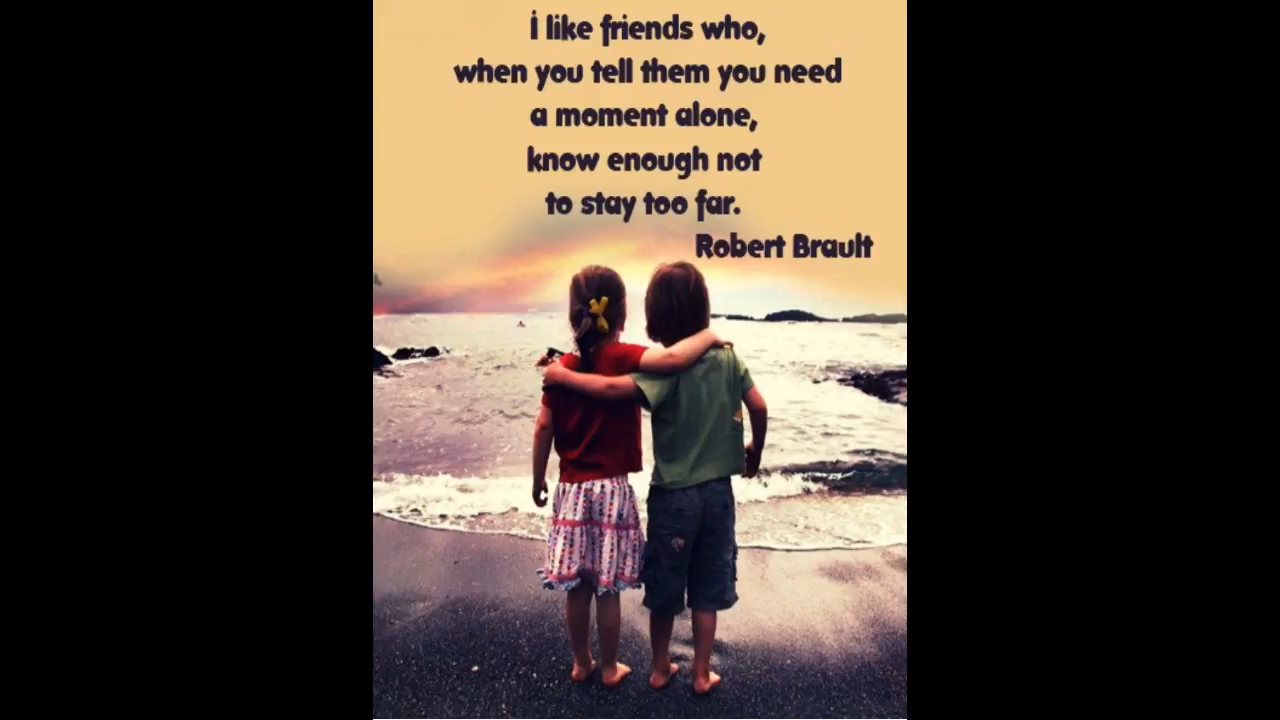 i like friends who,
when you tell them you need
a moment alone,
know enough not
to stay too far.
Robert Brault